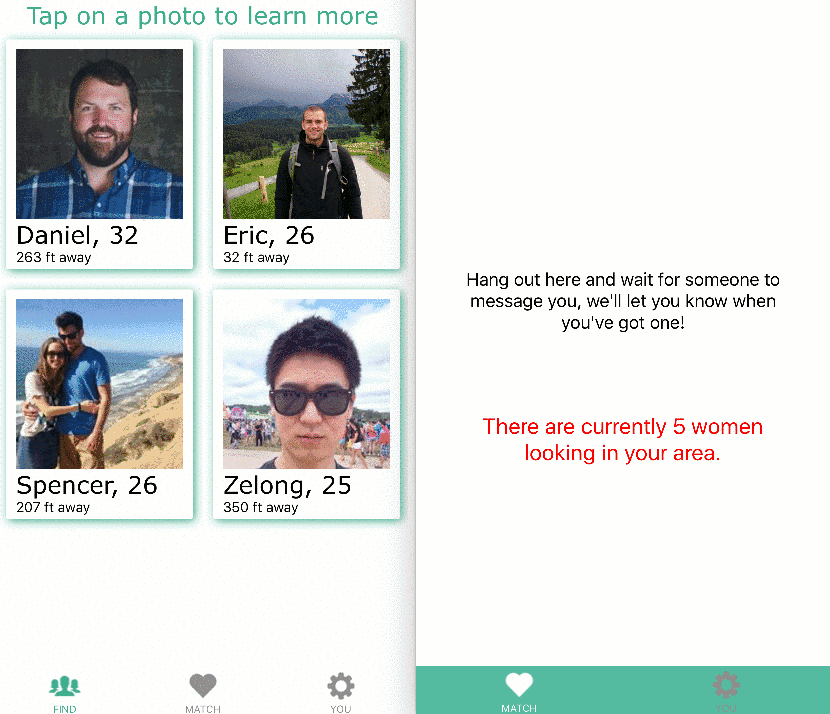 Tap on a photo to learn more
Daniel, 32
263 ft away
Eric, 26
32 ft away
Spencer, 26
207 ft away
Zelong, 25
350 ft away
FIND
MATCH
YOU
Hang out here and wait for someone to
message you, we'll let you know when
you've got one!
There are currently 5 women
looking in your area.
MATCH
YOU